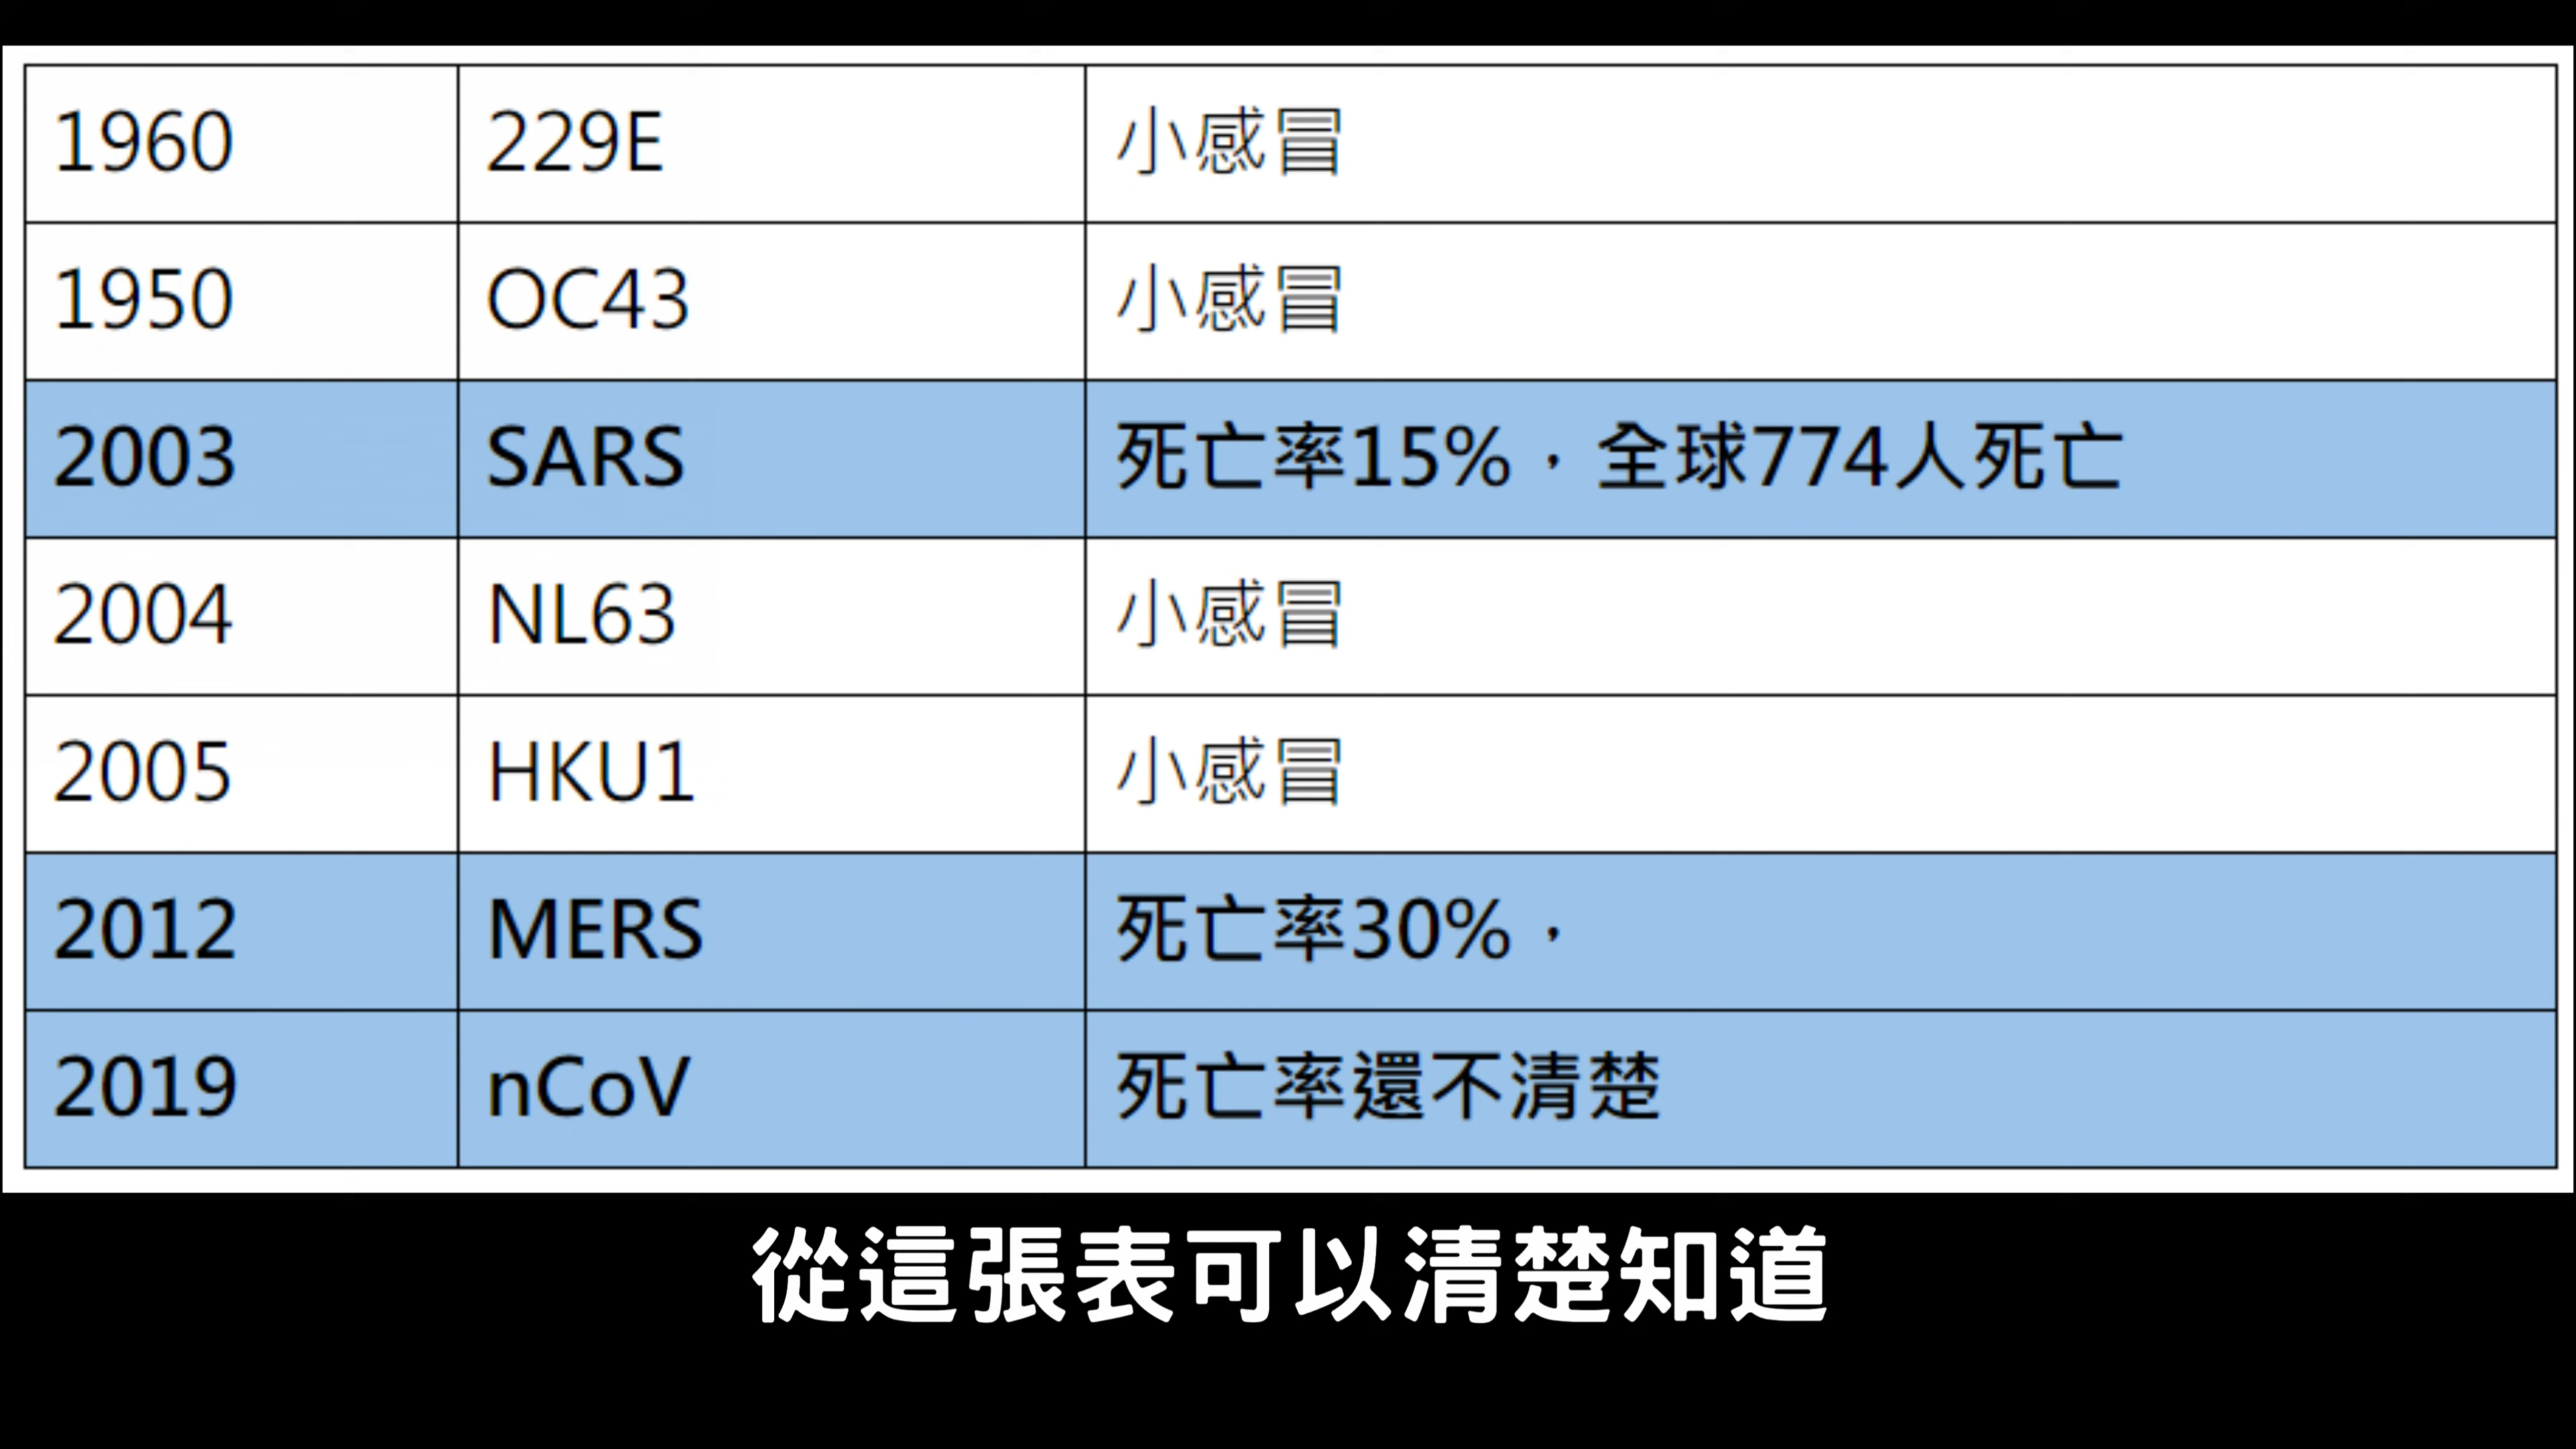 1960 229E 小感冒
1950 OC43 小感冒
2003 SARS 死亡率15%，全球774人死亡
2004 NL63 小感冒
2005 HKU1 小感冒
2012 MERS 死亡率30%，
2019 nCoV 死亡率還不清楚
從這張表可以清楚知道